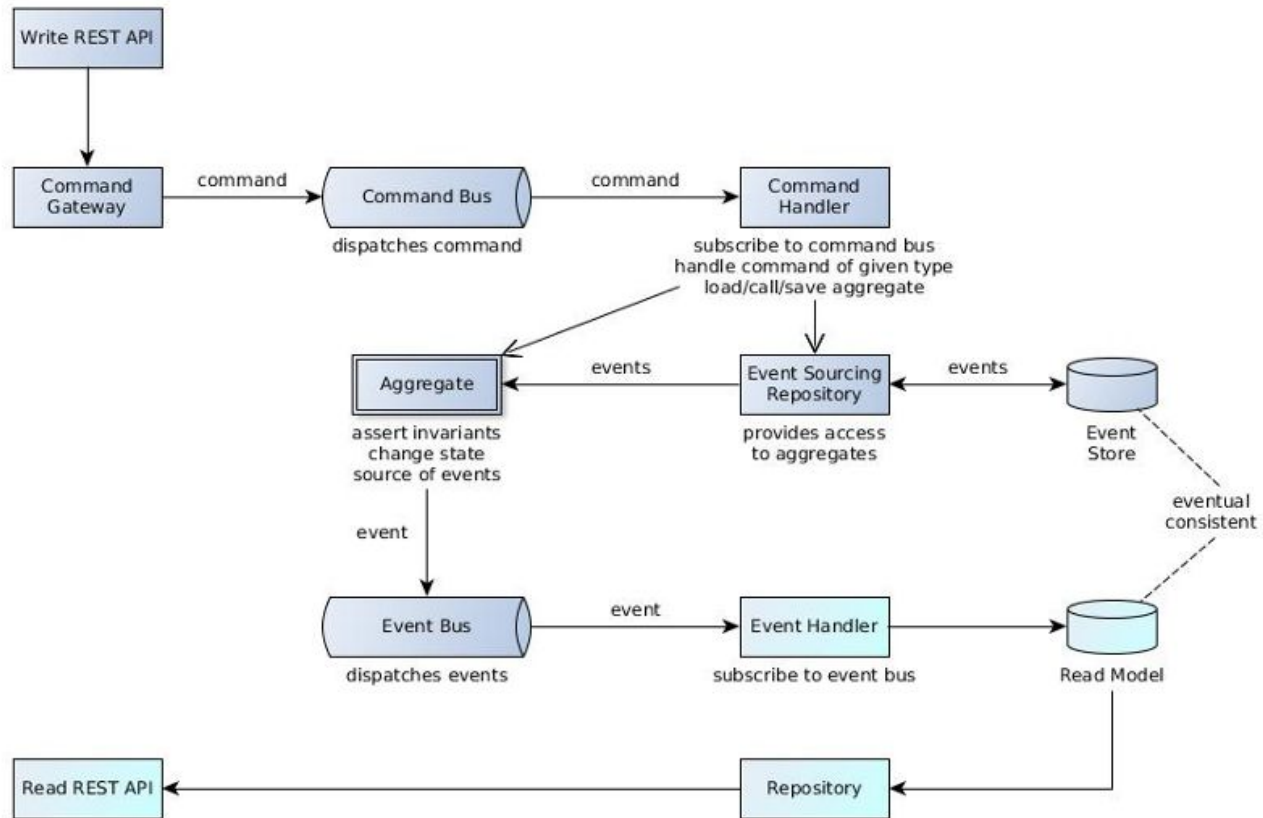 Write REST API
Command
Gateway
command
Command Bus
dispatches command
command
Command
Handler
subscribe to command bus
handle command of given type
load/call/save aggregate
Aggregate
assert invariants
change state
source of events
events
Event Sourcing
Repository
provides access
to aggregates
events
Event
Store
eventual
consistent
event
Event Bus
dispatches events
event
Event Handler
subscribe to event bus
Read Model
Read REST API
Repository